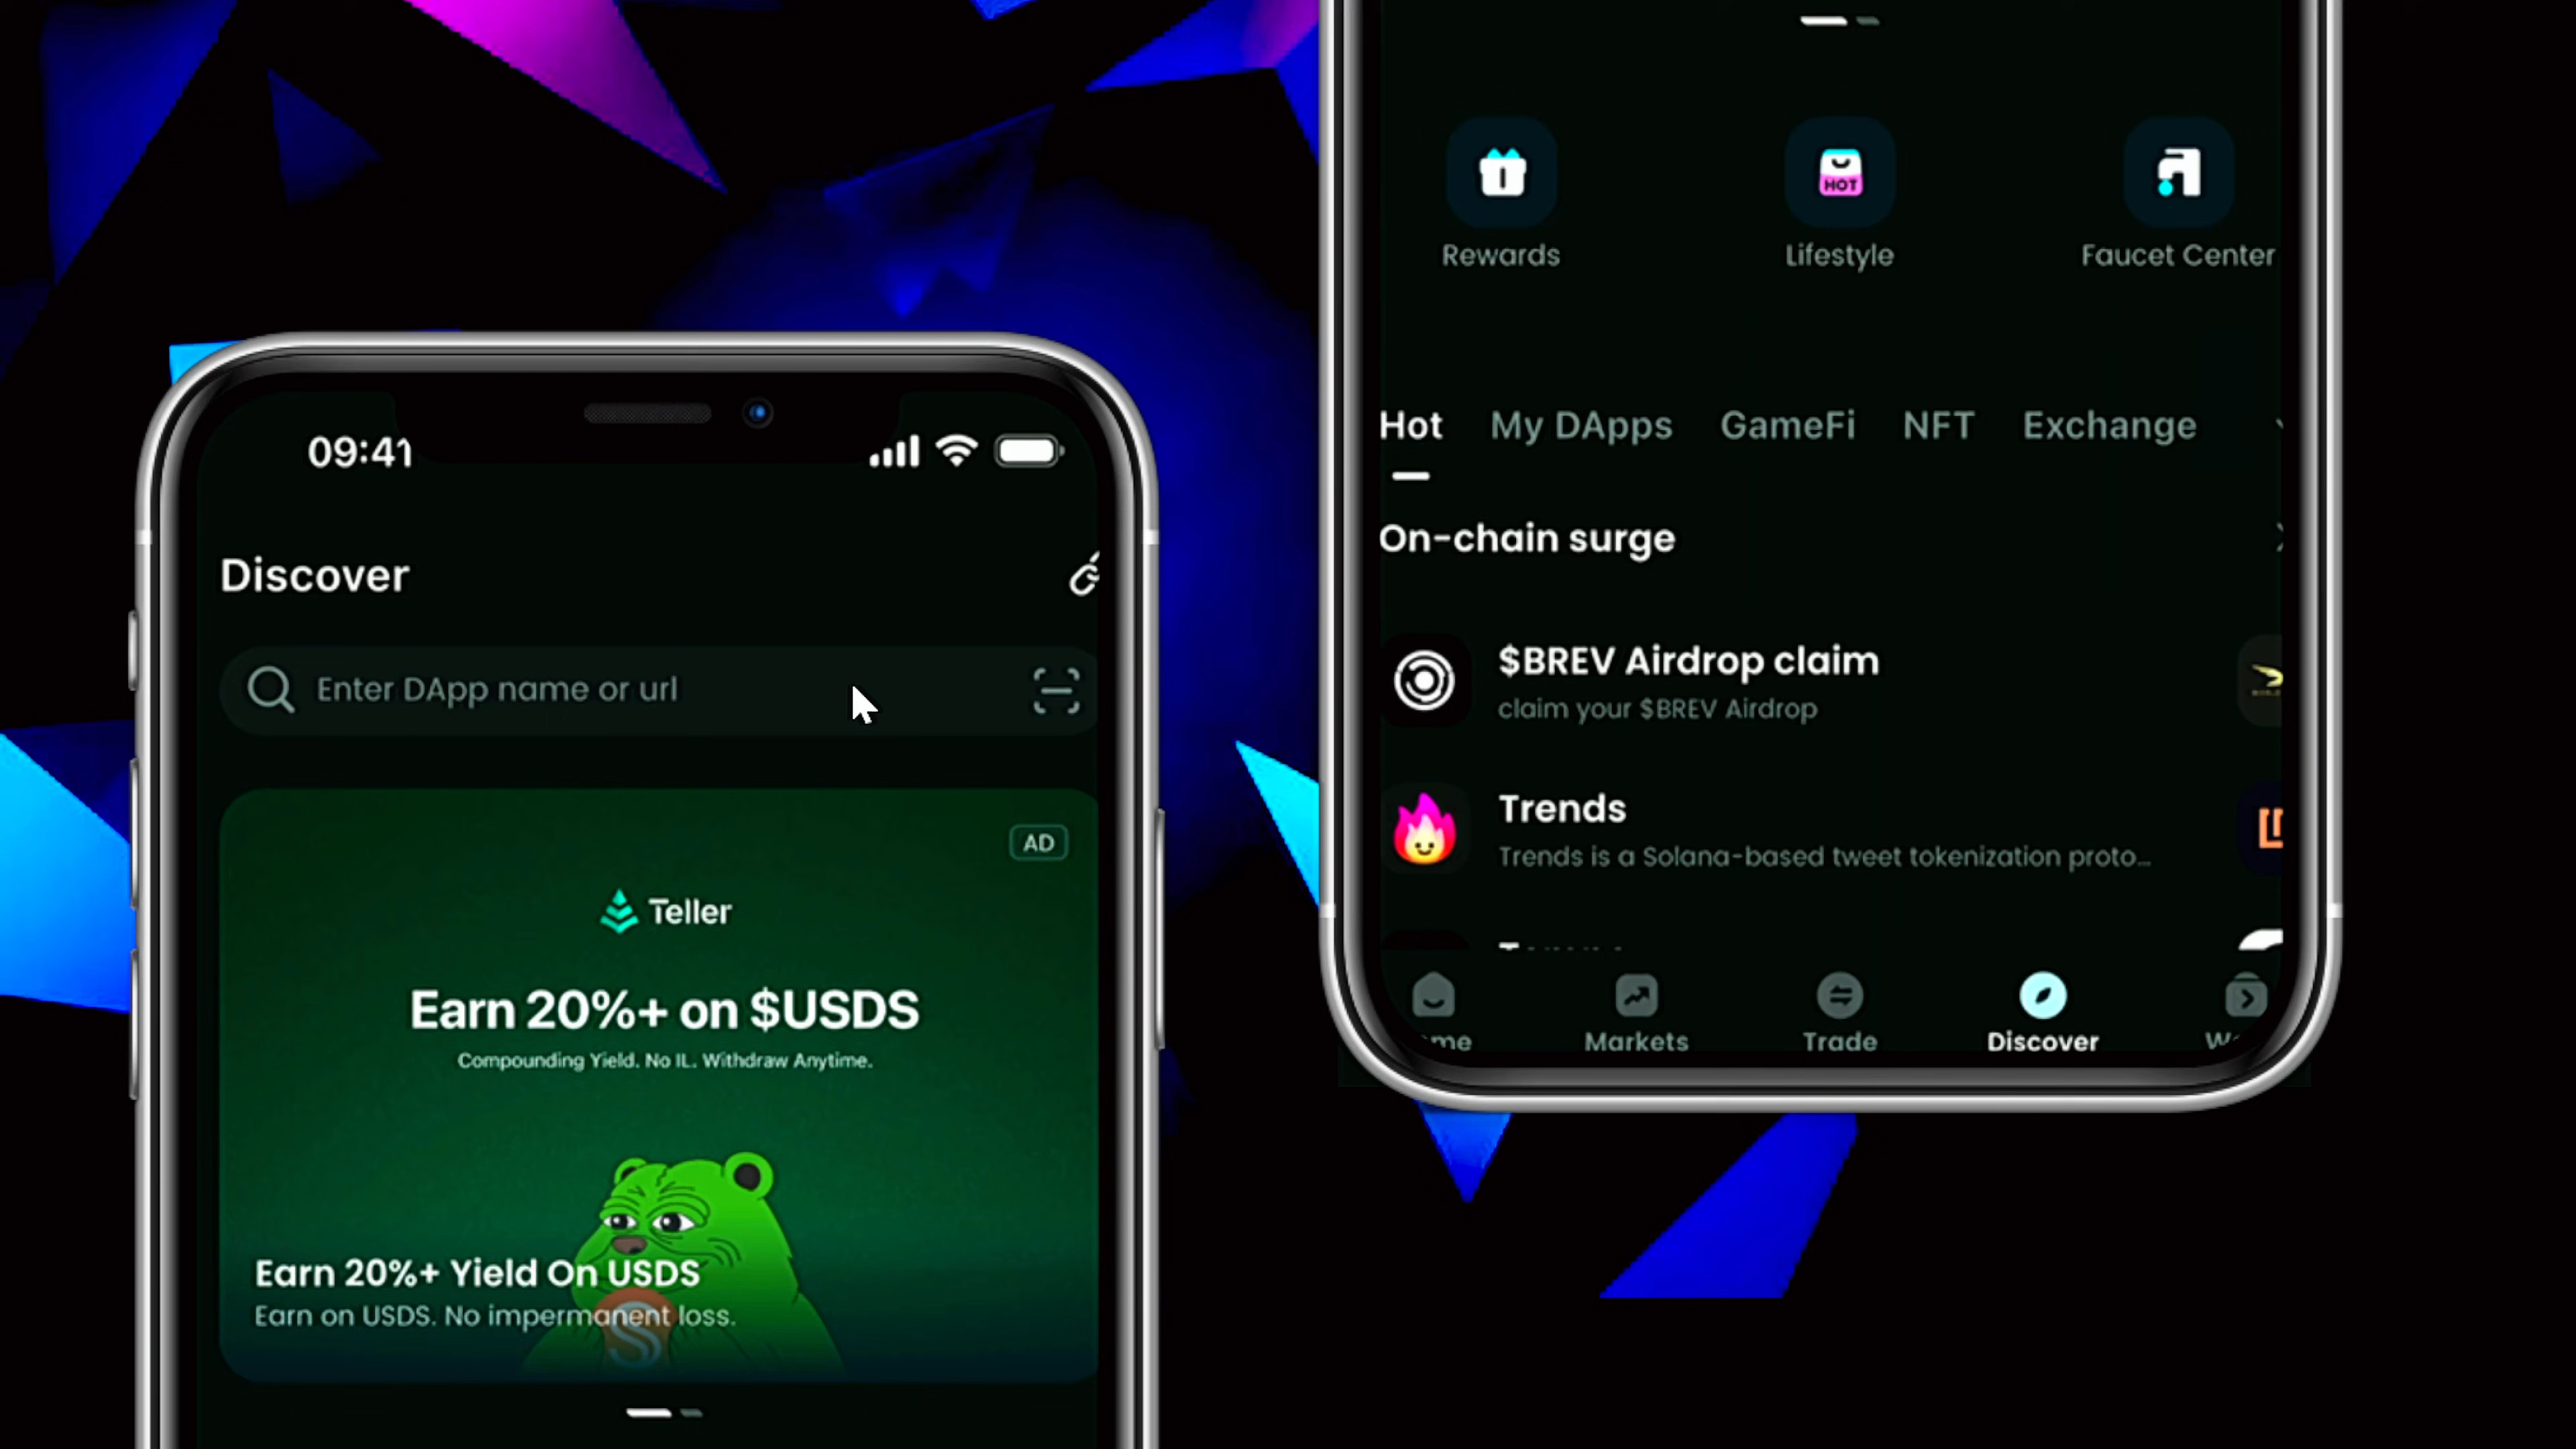 09:41
Discover
Enter DApp name or url
AD
Teller
Earn 20%+ on $USDS
Compounding Yield. No IL. Withdraw Anytime.
Earn 20%+ Yield On USDS
Earn on USDS. No impermanent loss.
HOT
Rewards
Lifestyle
Faucet Center
Hot
My DApps
GameFi
NFT
Exchange
On-chain surge
$BREV Airdrop claim
claim your $BREV Airdrop
Trends
Trends is a Solana-based tweet tokenization proto...
Markets
Trade
Discover